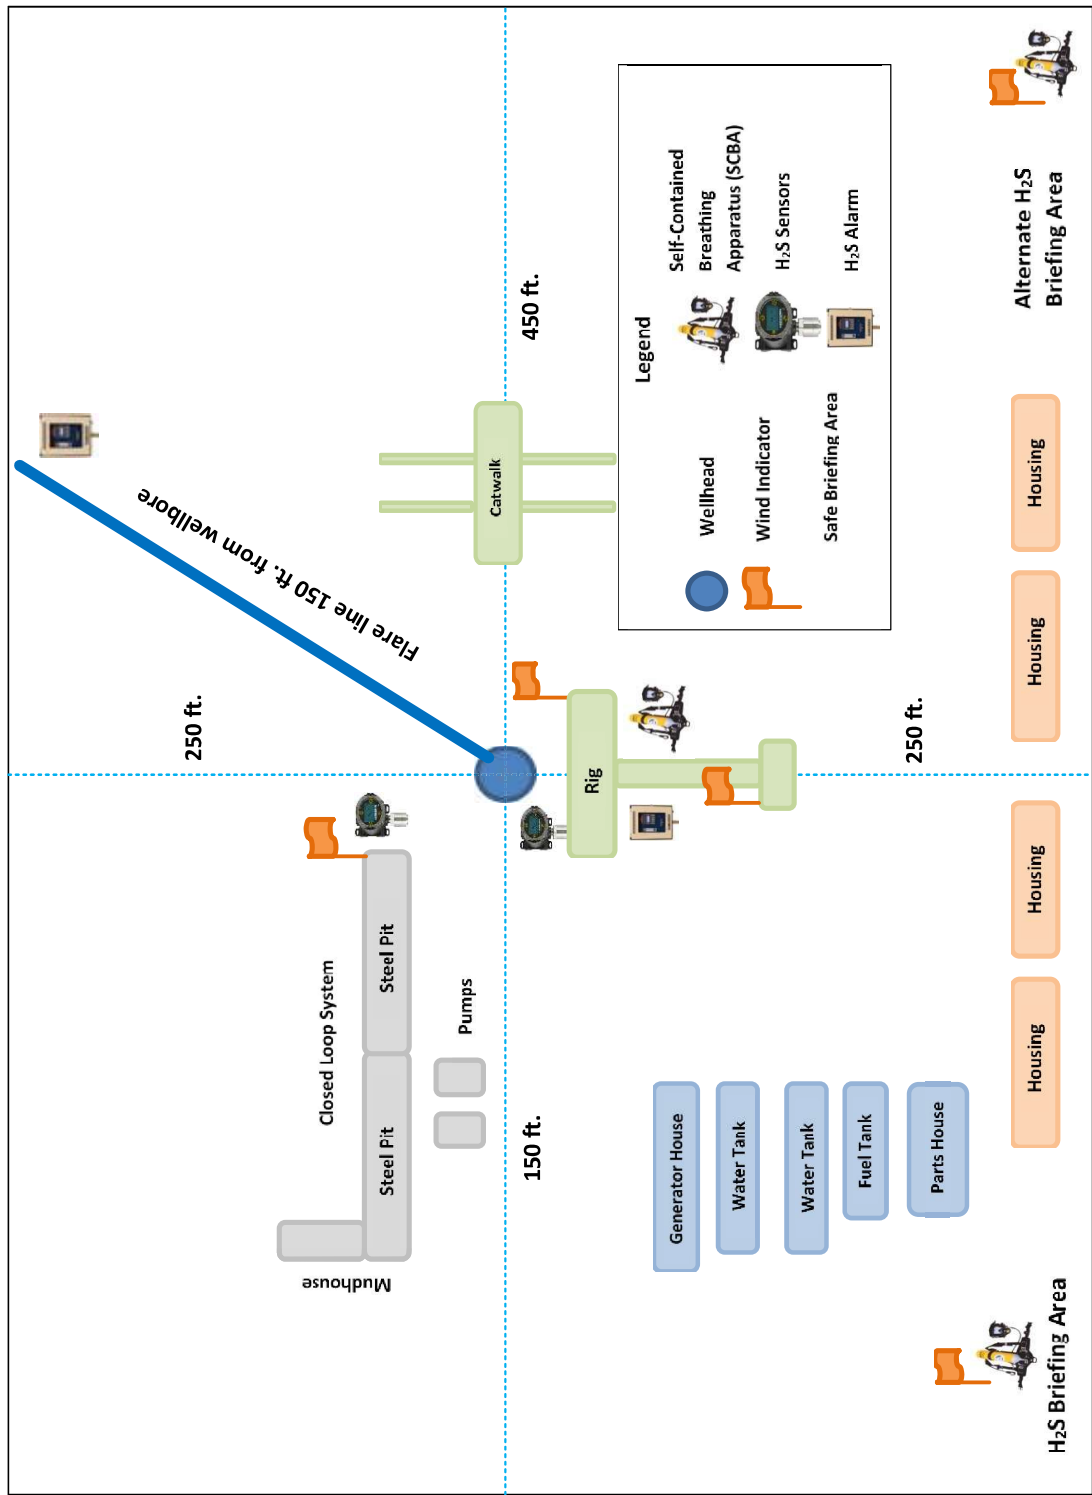 250 ft.
Flare line 150 ft. from wellbore
450 ft.
Catwalk
Closed Loop System
Mudhouse
Steel Pit
Steel Pit
Pumps
150 ft.
Rig
250 ft.
Legend
Wellhead
Wind Indicator
Safe Briefing Area
Self-Contained
Breathing
Apparatus (SCBA)
H₂S Sensors
H₂S Alarm
Generator House
Water Tank
Water Tank
Fuel Tank
Parts House
H₂S Briefing Area
Housing
Housing
Housing
Housing
Alternate H₂S
Briefing Area